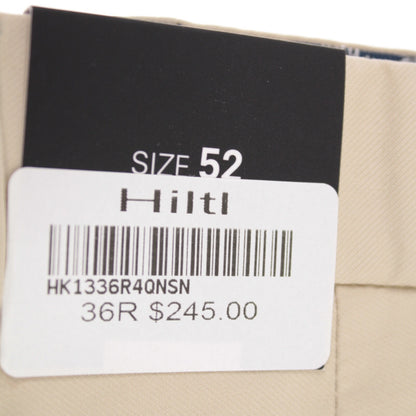 SIZE 52
Hiltl
HK1336R4QNSN
36R $245.00